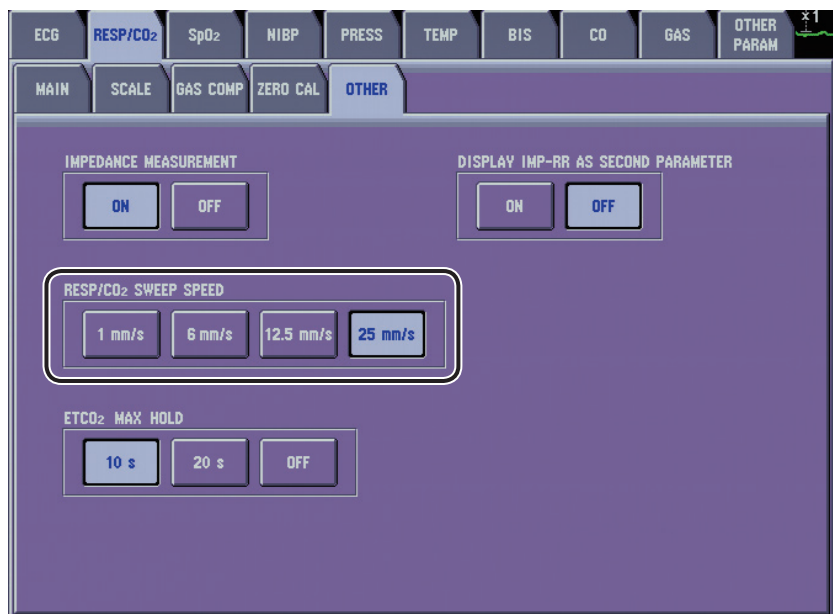 ECG RESP/CO₂ SpO₂ NIBP PRESS TEMP BIS CO GAS OTHER PARAM x1
MAIN SCALE GAS COMP ZERO CAL OTHER
IMPEDANCE MEASUREMENT
ON OFF
DISPLAY IMP-RR AS SECOND PARAMETER
ON OFF
RESP/CO₂ SWEEP SPEED
1 mm/s 6 mm/s 12.5 mm/s 25 mm/s
ETCO₂ MAX HOLD
10 s 20 s OFF